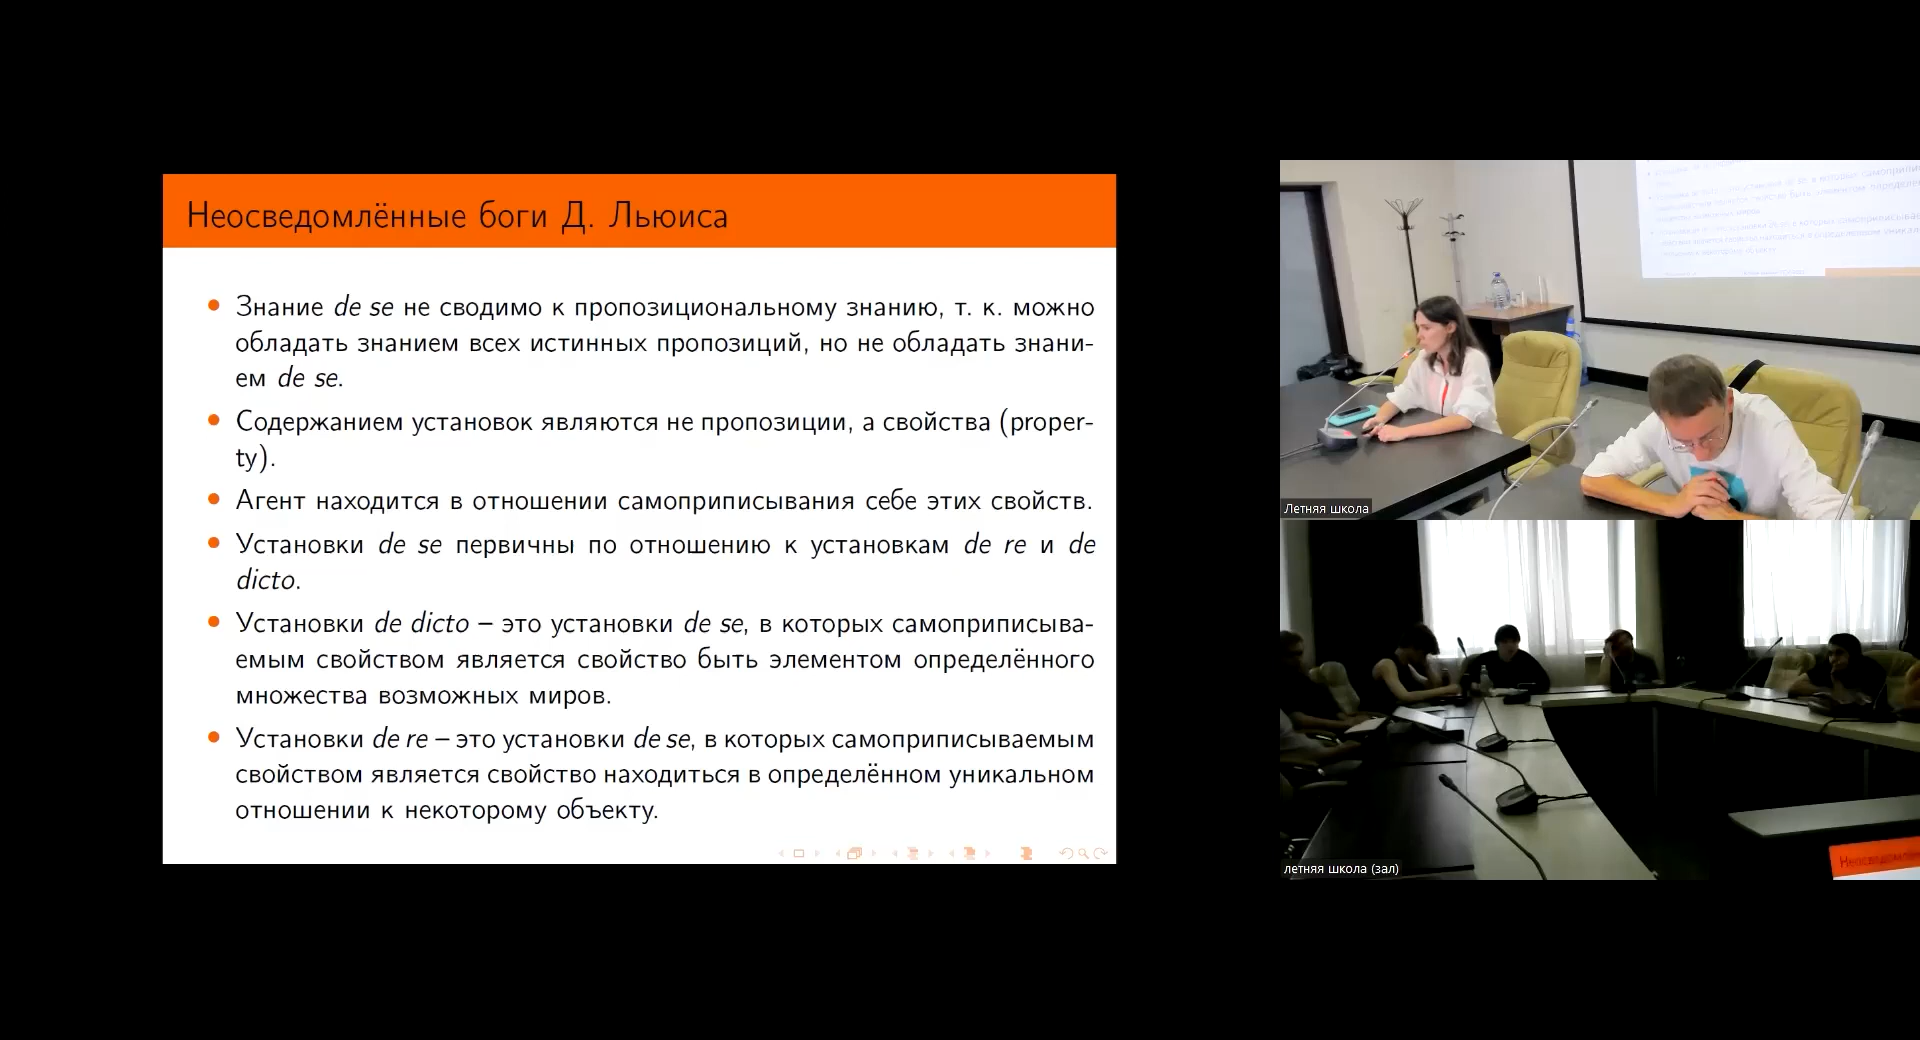 Неосведомлённые боги Д. Льюиса
Знание de se не сводимо к пропозициональному знанию, т. к. можно
обладать знанием всех истинных пропозиций, но не обладать знани-
ем de se.
Содержанием установок являются не пропозиции, а свойства (proper-
ty).
Агент находится в отношении самоприписывания себе этих свойств.
Установки de se первичны по отношению к установкам de re и de
dicto.
Установки de dicto – это установки de se, в которых самоприписыва-
емым свойством является свойство быть элементом определённого
множества возможных миров.
Установки de re – это установки de se, в которых самоприписываемым
свойством является свойство находиться в определённом уникальном
отношении к некоторому объекту.
Летняя школа
летняя школа (зал)